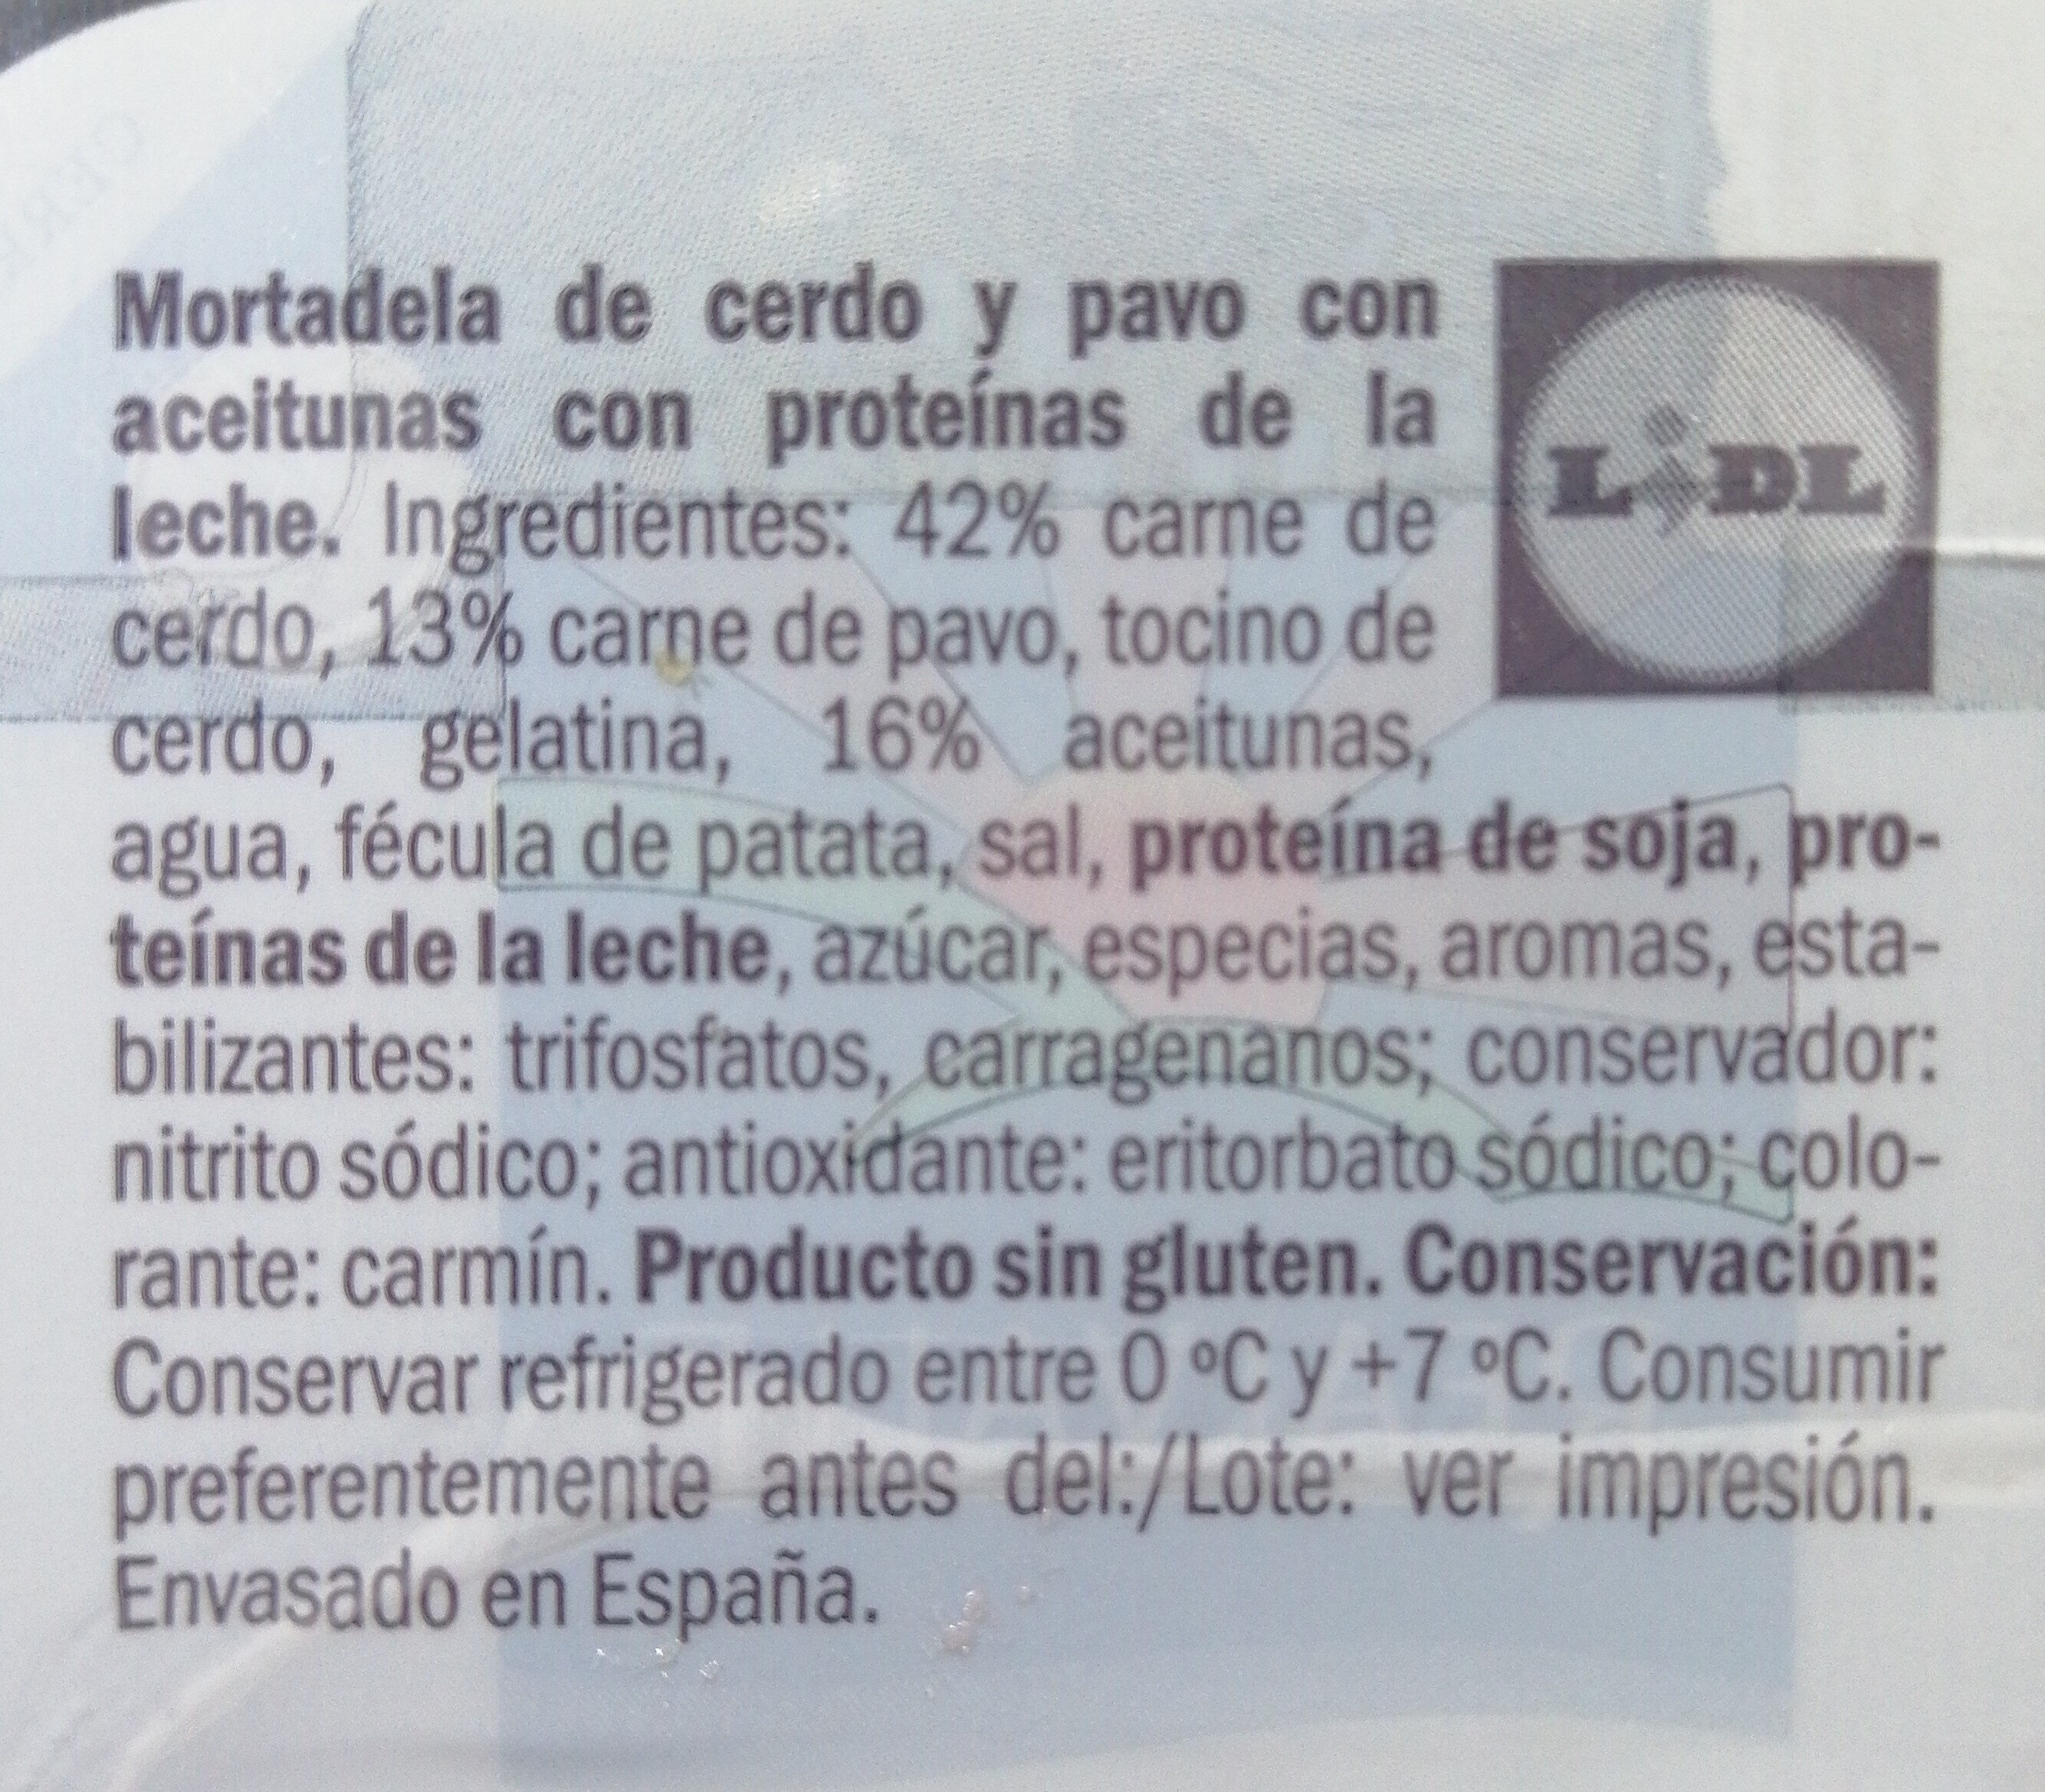 Mortadela de cerdo y pavo con
aceitunas con proteínas de la
leche. Ingredientes: 42% carne de
cerdo, 13% carne de pavo, tocino de
cerdo, gelatina, 16% aceitunas,
agua, fécula de patata, sal, proteína de soja, pro-
teínas de la leche, azúcar, especias, aromas, esta-
bilizantes: trifosfatos, carragenanos; conservador:
nitrito sódico; antioxidante: eritorbato sódico; colo-
rante: carmín. Producto sin gluten. Conservación:
Conservar refrigerado entre 0 ºC y +7 ºC. Consumir
preferentemente antes del:/Lote: ver impresión.
Envasado en España.
LiDL